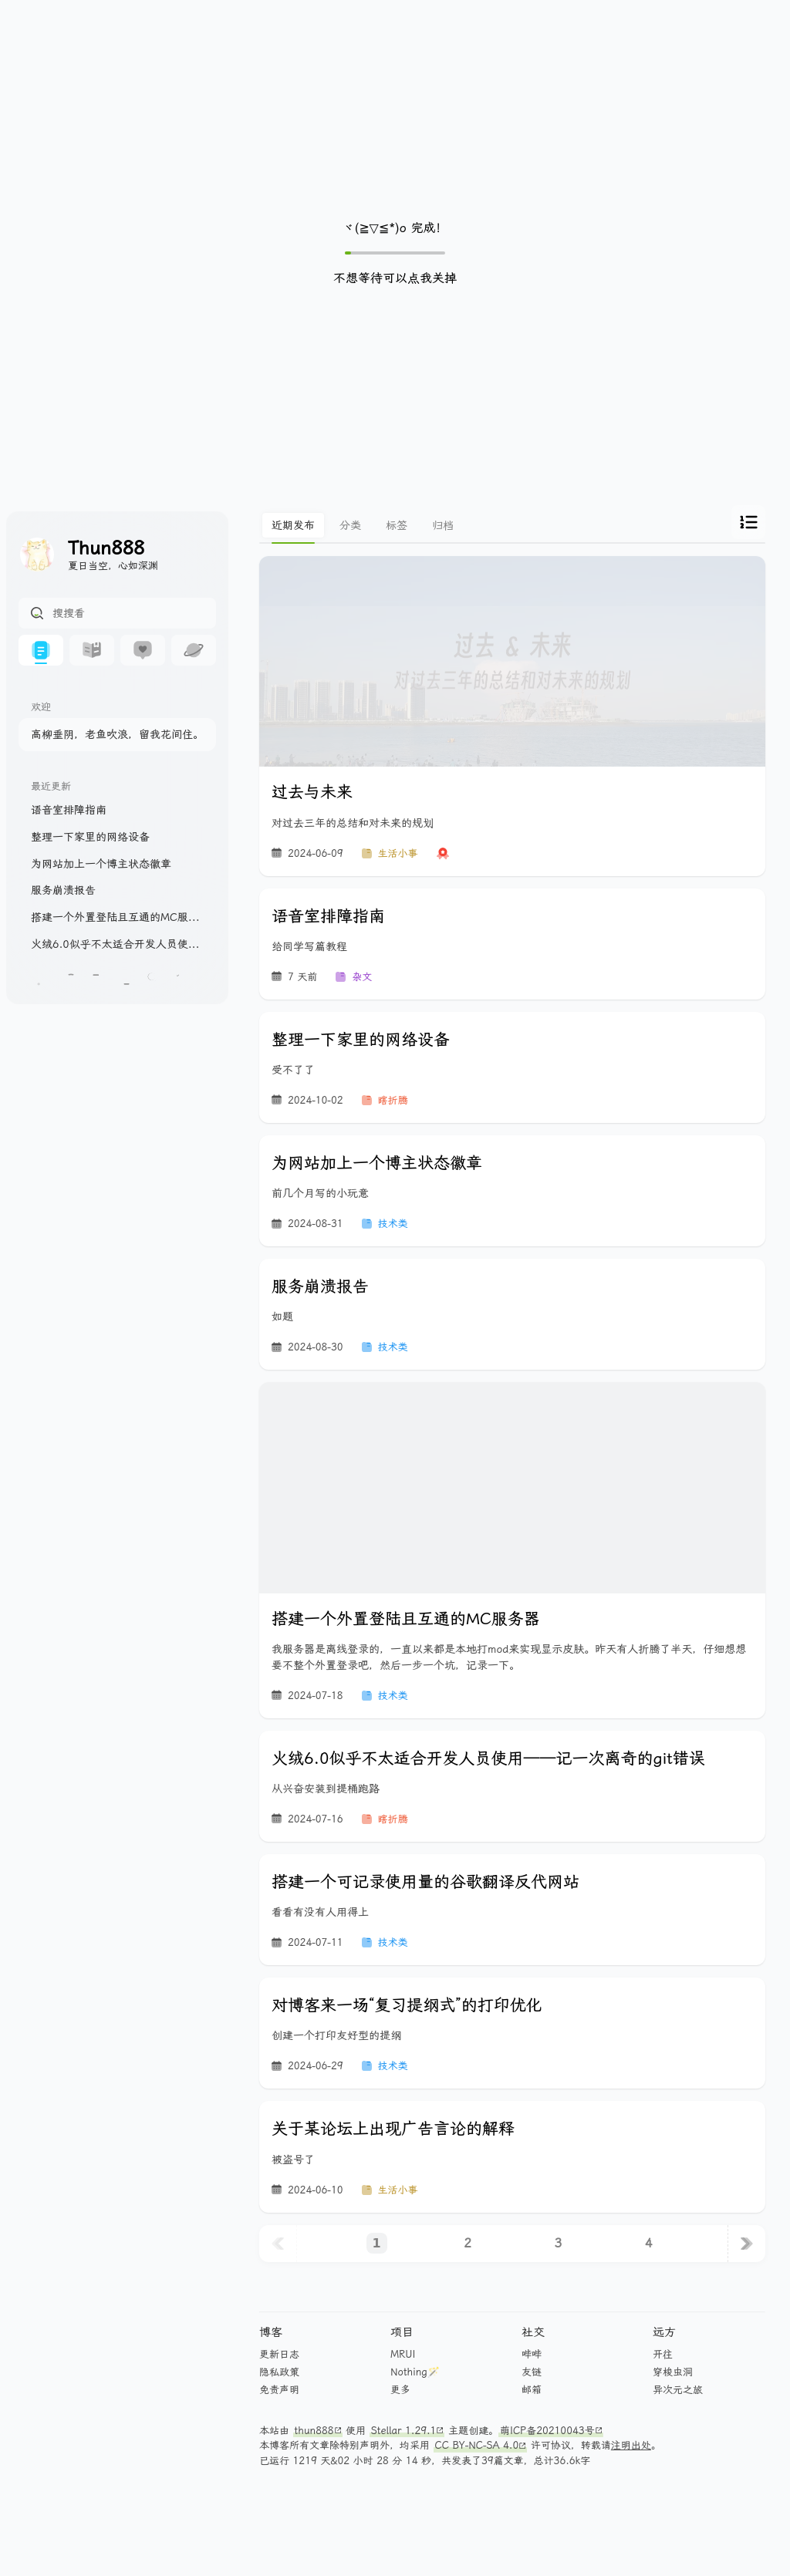 ヾ(≧▽≦*)o 完成!
不想等待可以点我关掉
Thun888
夏日当空，心如深渊
搜搜看
欢迎
高柳垂阴，老鱼吹浪，留我花间住。
最近更新
语音室排障指南
整理一下家里的网络设备
为网站加上一个博主状态徽章
服务崩溃报告
搭建一个外置登陆且互通的MC服...
火绒6.0似乎不太适合开发人员使...
近期发布 分类 标签 归档
过去 & 未来
对过去三年的总结和对未来的规划
过去与未来
对过去三年的总结和对未来的规划
2024-06-09 生活小事
语音室排障指南
给同学写篇教程
7 天前 杂文
整理一下家里的网络设备
受不了了
2024-10-02 瞎折腾
为网站加上一个博主状态徽章
前几个月写的小玩意
2024-08-31 技术类
服务崩溃报告
如题
2024-08-30 技术类
搭建一个外置登陆且互通的MC服务器
我服务器是离线登录的，一直以来都是本地打mod来实现显示皮肤。昨天有人折腾了半天，仔细想想
要不整个外置登录吧，然后一步一个坑，记录一下。
2024-07-18 技术类
火绒6.0似乎不太适合开发人员使用——记一次离奇的git错误
从兴奋安装到提桶跑路
2024-07-16 瞎折腾
搭建一个可记录使用量的谷歌翻译反代网站
看看有没有人用得上
2024-07-11 技术类
对博客来一场“复习提纲式”的打印优化
创建一个打印友好型的提纲
2024-06-29 技术类
关于某论坛上出现广告言论的解释
被盗号了
2024-06-10 生活小事
1 2 3 4
博客 项目 社交 远方
更新日志 MRUI 哔哔 开往
隐私政策 Nothing🪄 友链 穿梭虫洞
免责声明 更多 邮箱 异次元之旅
本站由 thun888 使用 Stellar 1.29.1 主题创建。萌ICP备20210043号
本博客所有文章除特别声明外，均采用 CC BY-NC-SA 4.0 许可协议，转载请注明出处。
已运行 1219 天&02 小时 28 分 14 秒，共发表了39篇文章，总计36.6k字